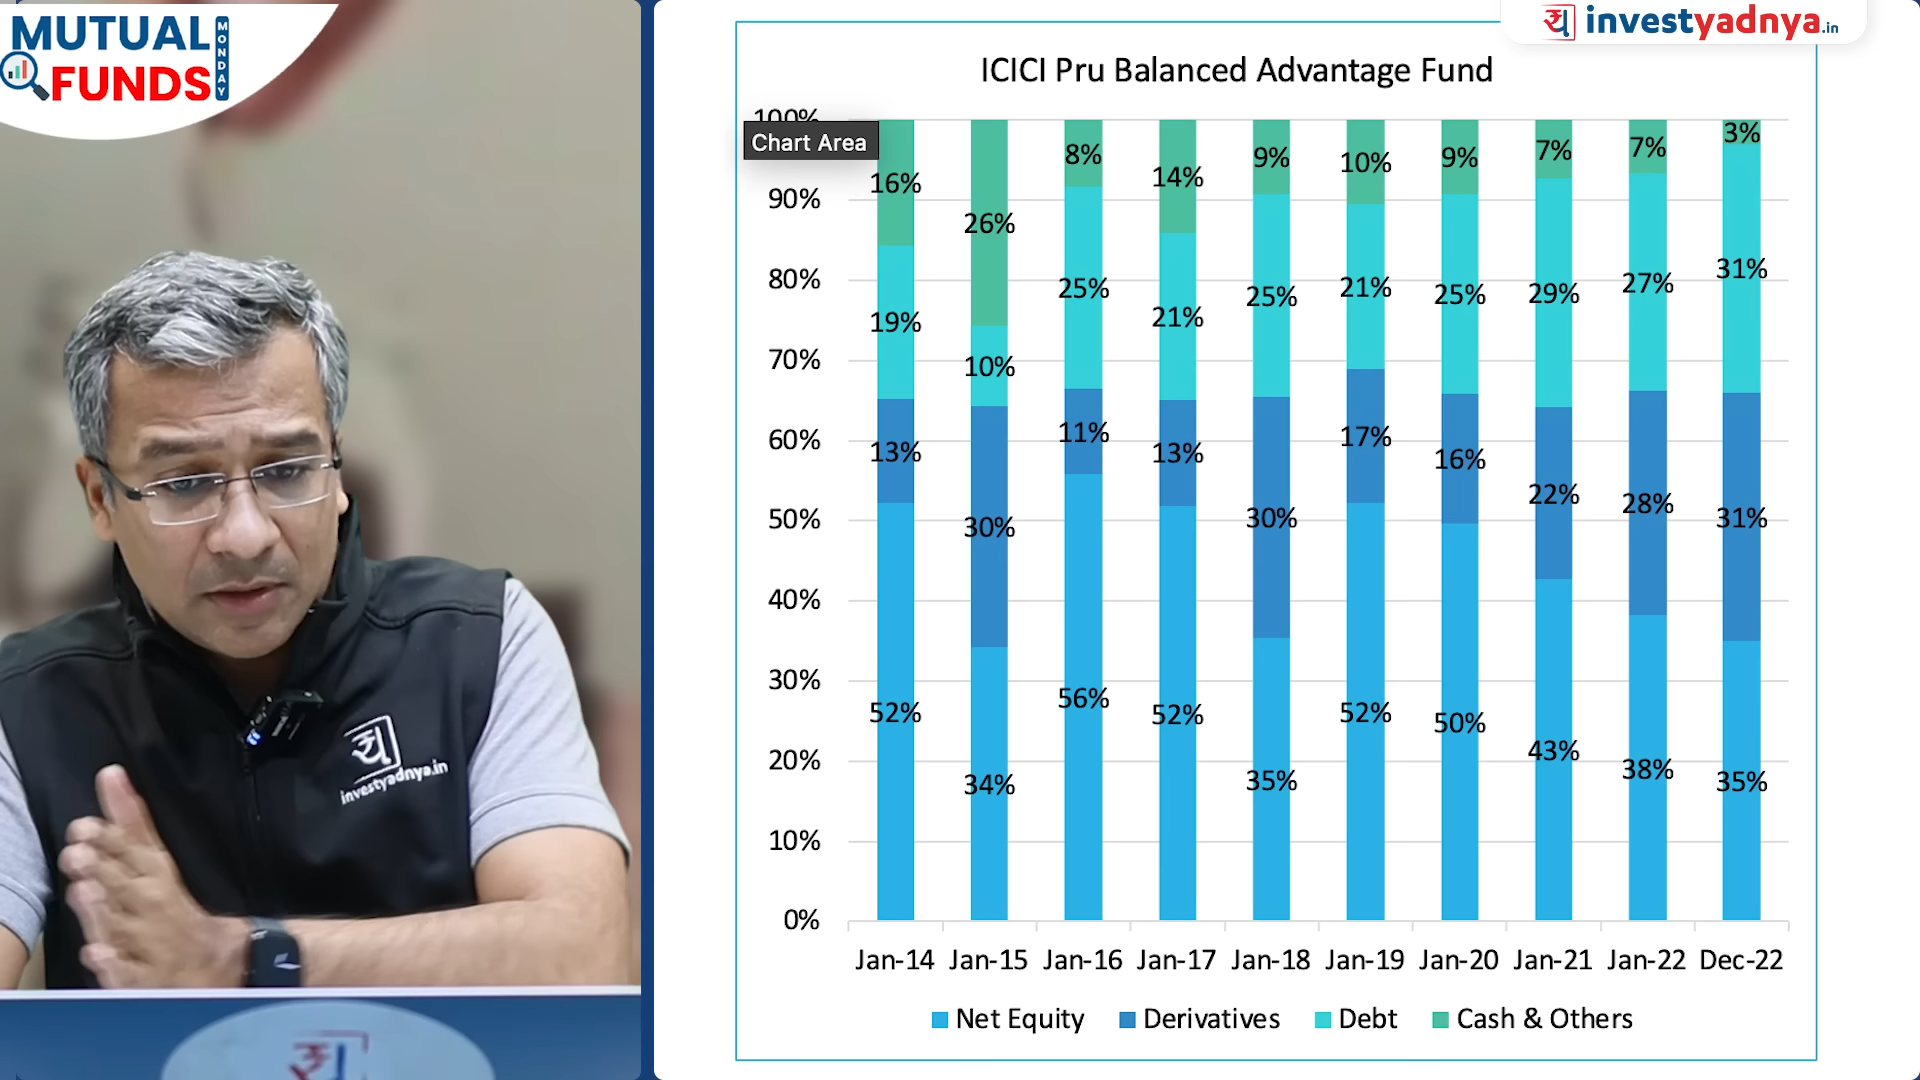 MUTUAL
FUNDS
MONDAY
investyadnya.in
investyadnya.in
ICICI Pru Balanced Advantage Fund
100%
Chart Area
90%
80%
70%
60%
50%
40%
30%
20%
10%
0%
16% 26% 8% 14% 9% 10% 9% 7% 7% 3%
19% 10% 25% 21% 25% 21% 25% 29% 27% 31%
13% 30% 11% 13% 30% 17% 16% 22% 28% 31%
52% 34% 56% 52% 35% 52% 50% 43% 38% 35%
Jan-14 Jan-15 Jan-16 Jan-17 Jan-18 Jan-19 Jan-20 Jan-21 Jan-22 Dec-22
Net Equity Derivatives Debt Cash & Others